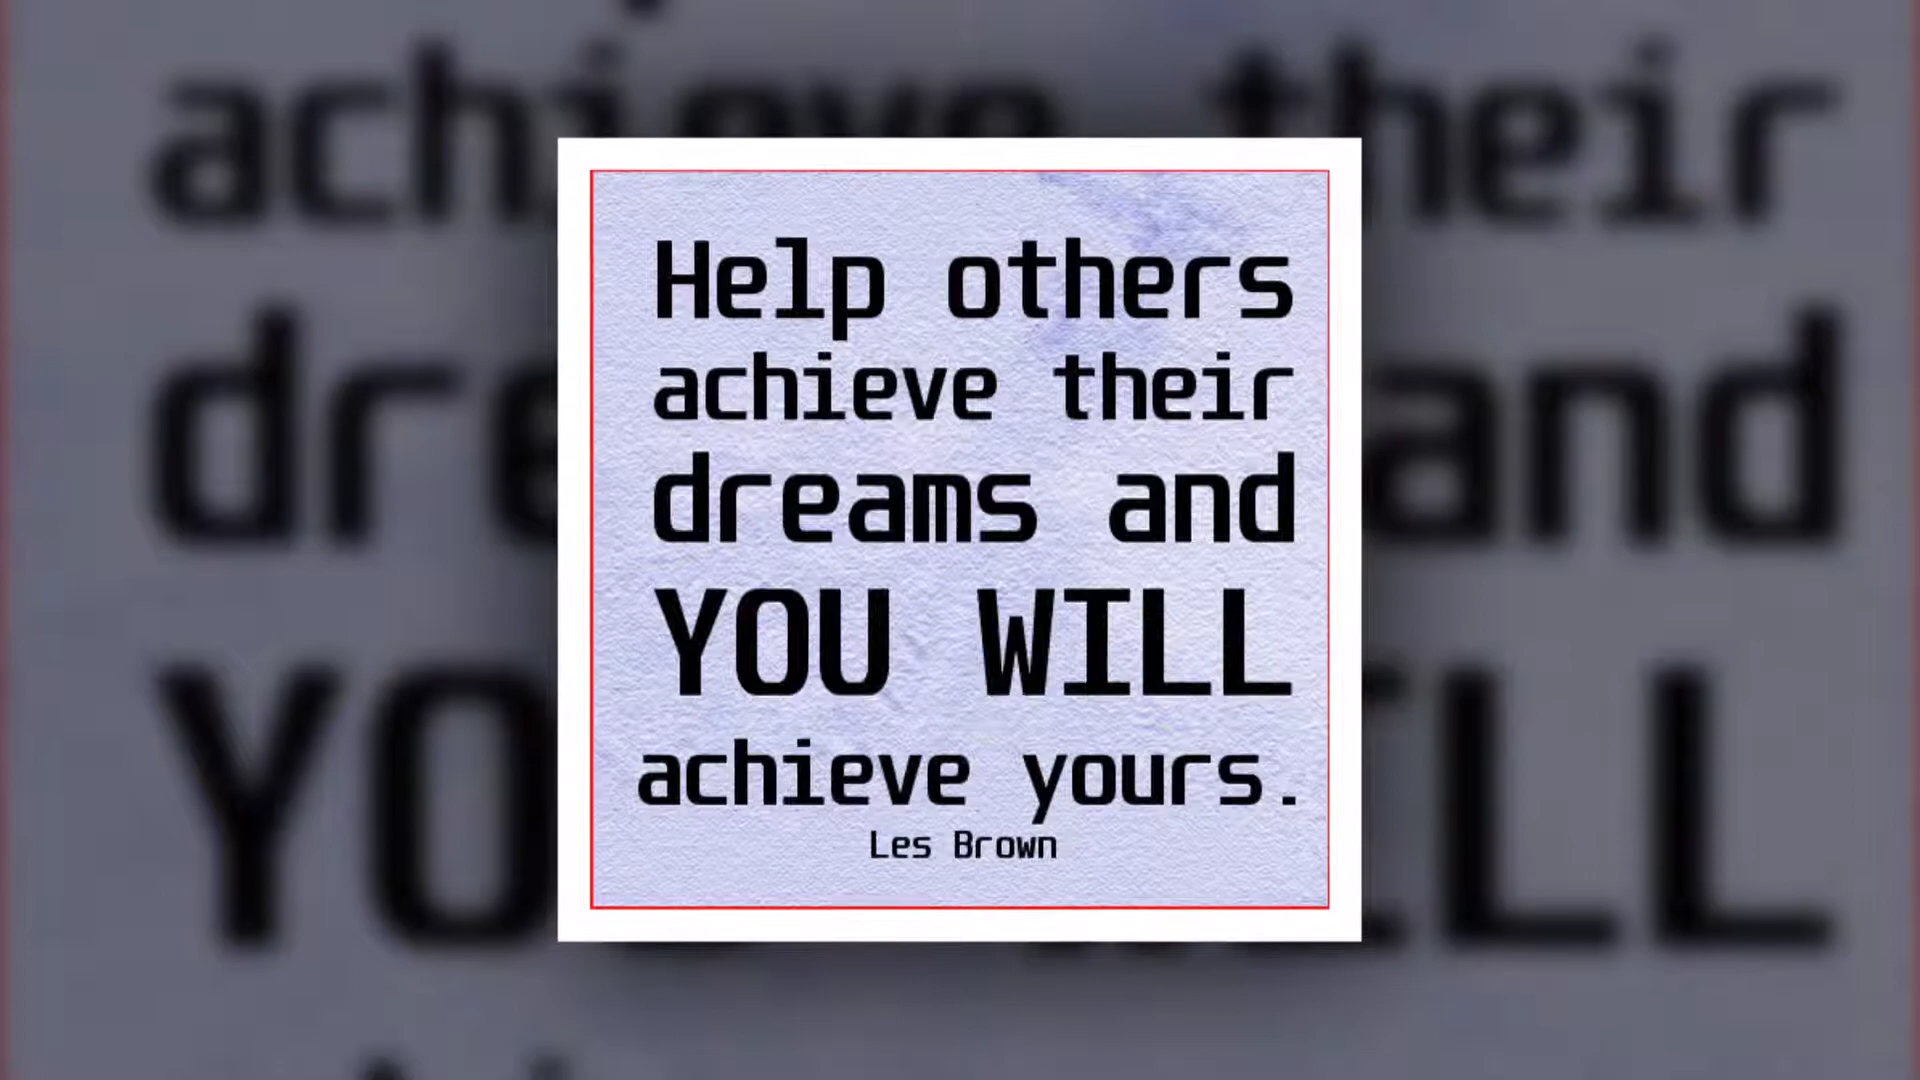 Help others
achieve their
dreams and
YOU WILL
achieve yours.
Les Brown